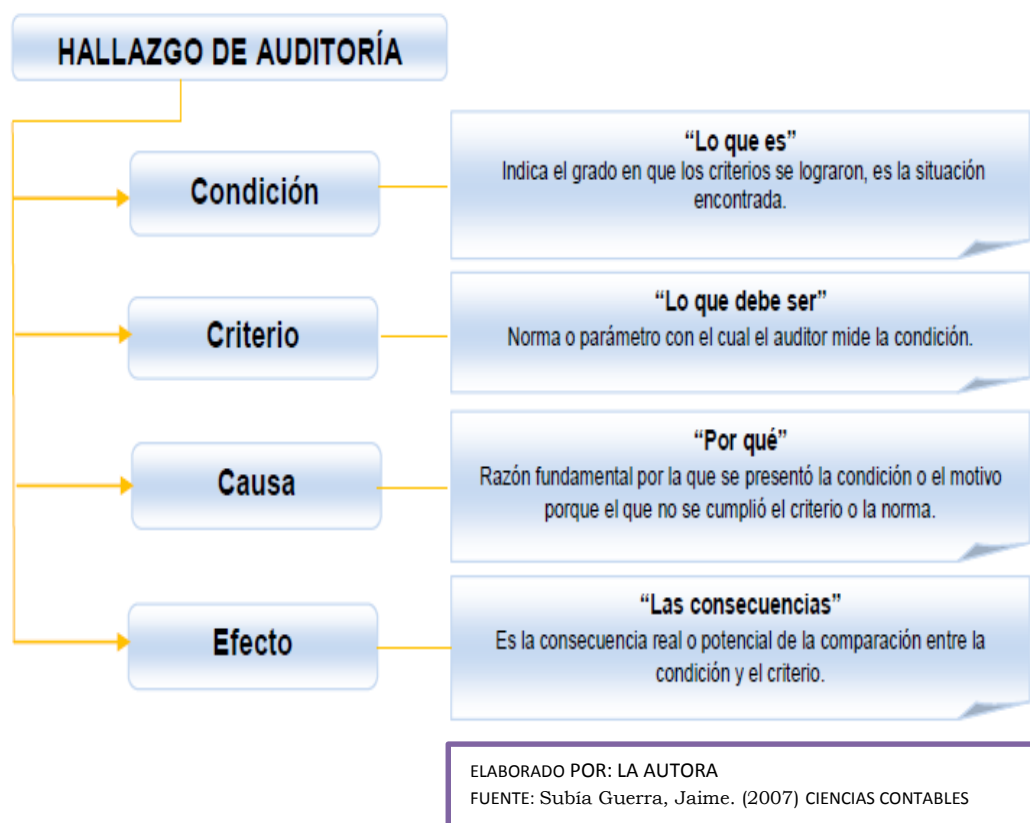 HALLAZGO DE AUDITORÍA
Condición
“Lo que es”
Indica el grado en que los criterios se lograron, es la situación
encontrada.
Criterio
“Lo que debe ser”
Norma o parámetro con el cual el auditor mide la condición.
Causa
“Por qué”
Razón fundamental por la que se presentó la condición o el motivo
porque el que no se cumplió el criterio o la norma.
Efecto
“Las consecuencias”
Es la consecuencia real o potencial de la comparación entre la
condición y el criterio.
ELABORADO POR: LA AUTORA
FUENTE: Subía Guerra, Jaime. (2007) CIENCIAS CONTABLES